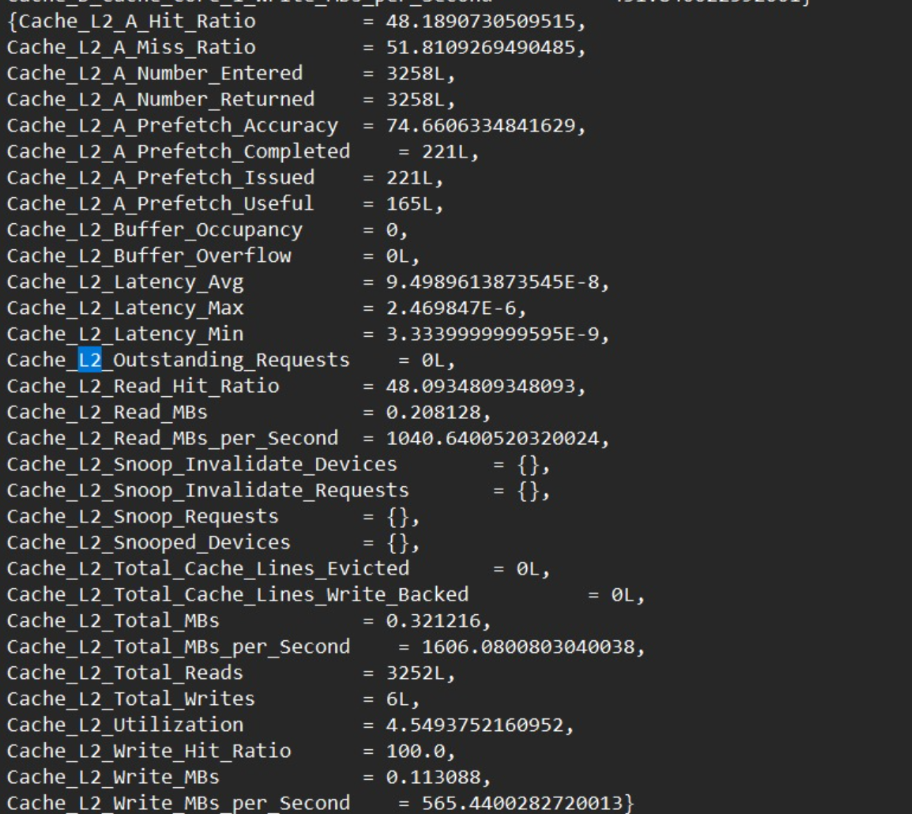 {Cache_L2_A_Hit_Ratio = 48.1890730509515,
Cache_L2_A_Miss_Ratio = 51.8109269490485,
Cache_L2_A_Number_Entered = 3258L,
Cache_L2_A_Number_Returned = 3258L,
Cache_L2_A_Prefetch_Accuracy = 74.6606334841629,
Cache_L2_A_Prefetch_Completed = 221L,
Cache_L2_A_Prefetch_Issued = 221L,
Cache_L2_A_Prefetch_Useful = 165L,
Cache_L2_Buffer_Occupancy = 0,
Cache_L2_Buffer_Overflow = 0L,
Cache_L2_Latency_Avg = 9.4989613873545E-8,
Cache_L2_Latency_Max = 2.469847E-6,
Cache_L2_Latency_Min = 3.3339999999595E-9,
Cache_L2_Outstanding_Requests = 0L,
Cache_L2_Read_Hit_Ratio = 48.0934809348093,
Cache_L2_Read_MBs = 0.208128,
Cache_L2_Read_MBs_per_Second = 1040.6400520320024,
Cache_L2_Snoop_Invalidate_Devices = {},
Cache_L2_Snoop_Invalidate_Requests = {},
Cache_L2_Snoop_Requests = {},
Cache_L2_Snooped_Devices = {},
Cache_L2_Total_Cache_Lines_Evicted = 0L,
Cache_L2_Total_Cache_Lines_Write_Backed = 0L,
Cache_L2_Total_MBs = 0.321216,
Cache_L2_Total_MBs_per_Second = 1606.0800803040038,
Cache_L2_Total_Reads = 3252L,
Cache_L2_Total_Writes = 6L,
Cache_L2_Utilization = 4.5493752160952,
Cache_L2_Write_Hit_Ratio = 100.0,
Cache_L2_Write_MBs = 0.113088,
Cache_L2_Write_MBs_per_Second = 565.4400282720013}